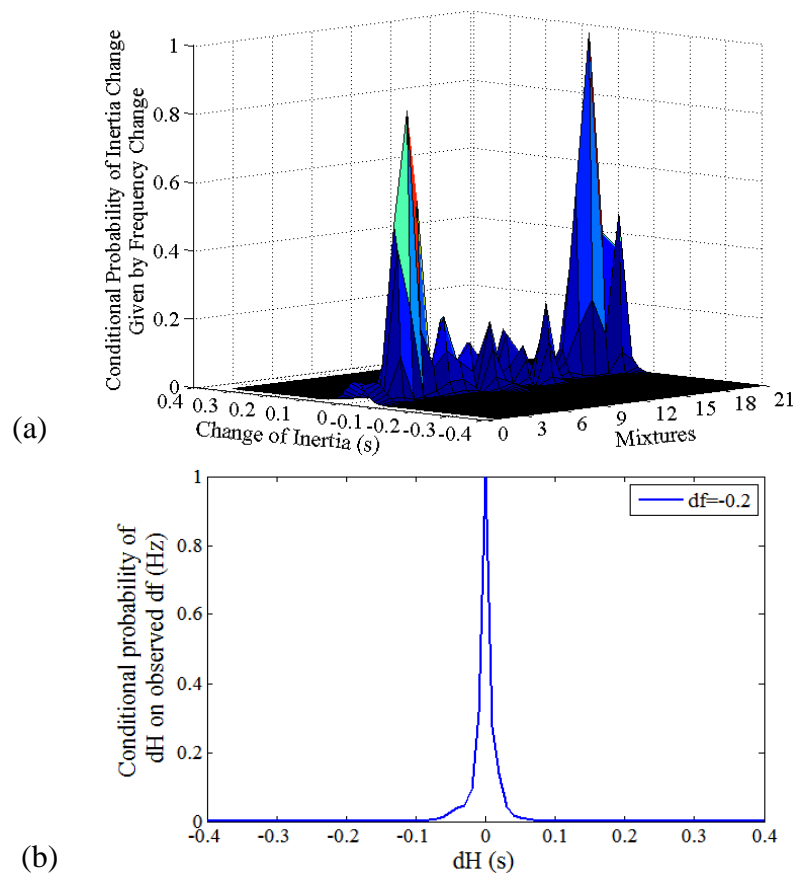 Conditional Probability of Inertia Change
Given by Frequency Change
1
0.8
0.6
0.4
0.2
0
0.4
0.3
0.2
0.1
0
-0.1
-0.2
-0.3
-0.4
Change of Inertia (s)
0
3
6
9
12
15
18
21
Mixtures
(a)
Conditional probability of
dH on observed df (Hz)
1
0.8
0.6
0.4
0.2
0
df=-0.2
-0.4 -0.3 -0.2 -0.1 0 0.1 0.2 0.3 0.4
dH (s)
(b)